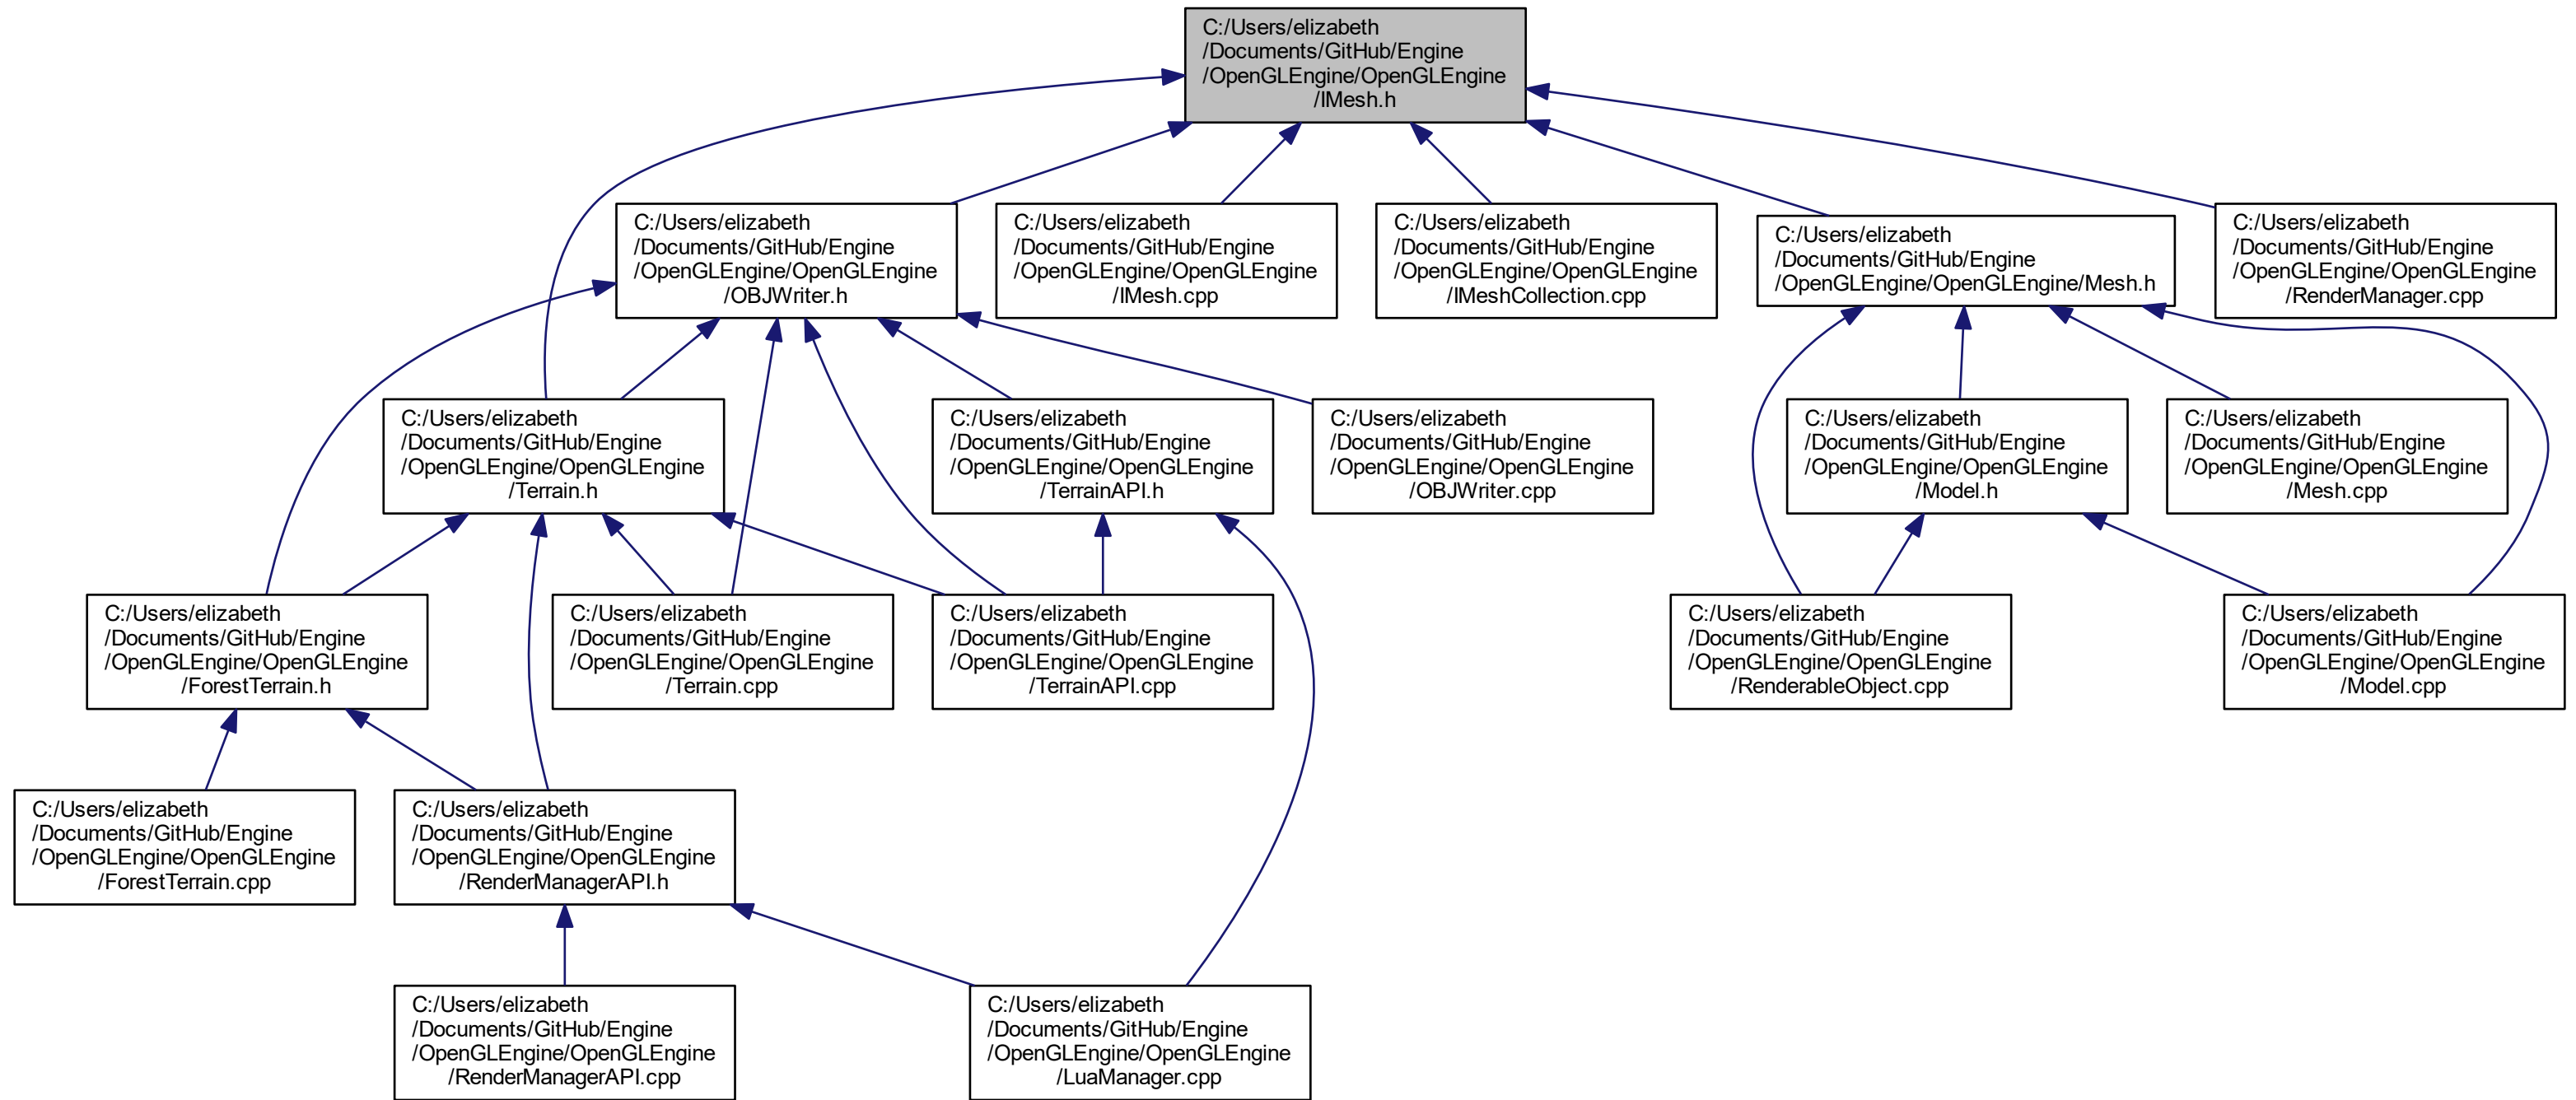 C:/Users/elizabeth
/Documents/GitHub/Engine
/OpenGLEngine/OpenGLEngine
/IMesh.h
C:/Users/elizabeth
/Documents/GitHub/Engine
/OpenGLEngine/OpenGLEngine
/OBJWriter.h
C:/Users/elizabeth
/Documents/GitHub/Engine
/OpenGLEngine/OpenGLEngine
/IMesh.cpp
C:/Users/elizabeth
/Documents/GitHub/Engine
/OpenGLEngine/OpenGLEngine
/IMeshCollection.cpp
C:/Users/elizabeth
/Documents/GitHub/Engine
/OpenGLEngine/OpenGLEngine/Mesh.h
C:/Users/elizabeth
/Documents/GitHub/Engine
/OpenGLEngine/OpenGLEngine
/RenderManager.cpp
C:/Users/elizabeth
/Documents/GitHub/Engine
/OpenGLEngine/OpenGLEngine
/Terrain.h
C:/Users/elizabeth
/Documents/GitHub/Engine
/OpenGLEngine/OpenGLEngine
/TerrainAPI.h
C:/Users/elizabeth
/Documents/GitHub/Engine
/OpenGLEngine/OpenGLEngine
/OBJWriter.cpp
C:/Users/elizabeth
/Documents/GitHub/Engine
/OpenGLEngine/OpenGLEngine
/Model.h
C:/Users/elizabeth
/Documents/GitHub/Engine
/OpenGLEngine/OpenGLEngine
/Mesh.cpp
C:/Users/elizabeth
/Documents/GitHub/Engine
/OpenGLEngine/OpenGLEngine
/ForestTerrain.h
C:/Users/elizabeth
/Documents/GitHub/Engine
/OpenGLEngine/OpenGLEngine
/Terrain.cpp
C:/Users/elizabeth
/Documents/GitHub/Engine
/OpenGLEngine/OpenGLEngine
/TerrainAPI.cpp
C:/Users/elizabeth
/Documents/GitHub/Engine
/OpenGLEngine/OpenGLEngine
/RenderableObject.cpp
C:/Users/elizabeth
/Documents/GitHub/Engine
/OpenGLEngine/OpenGLEngine
/Model.cpp
C:/Users/elizabeth
/Documents/GitHub/Engine
/OpenGLEngine/OpenGLEngine
/ForestTerrain.cpp
C:/Users/elizabeth
/Documents/GitHub/Engine
/OpenGLEngine/OpenGLEngine
/RenderManagerAPI.h
C:/Users/elizabeth
/Documents/GitHub/Engine
/OpenGLEngine/OpenGLEngine
/RenderManagerAPI.cpp
C:/Users/elizabeth
/Documents/GitHub/Engine
/OpenGLEngine/OpenGLEngine
/LuaManager.cpp